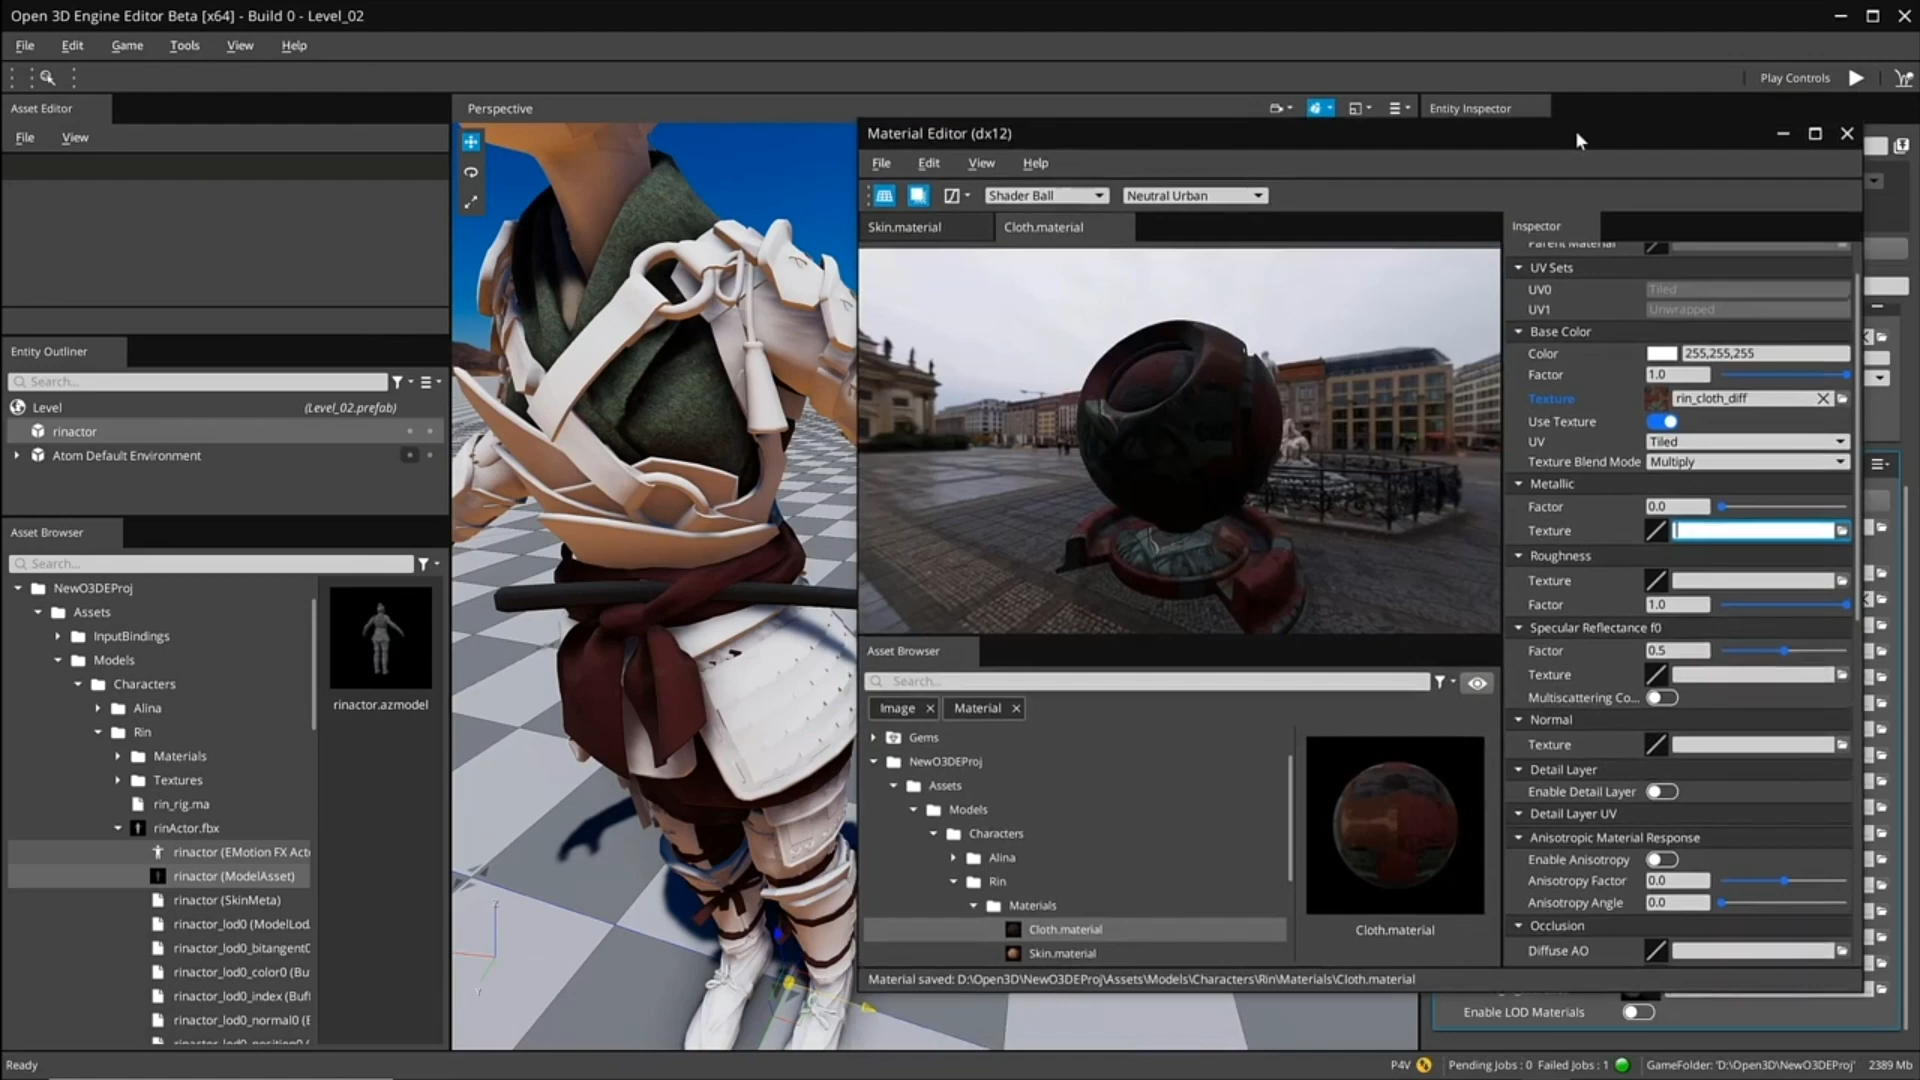 Open 3D Engine Editor Beta [x64] - Build 0 - Level_02
File Edit Game Tools View Help
Play Controls
Asset Editor
File View
Perspective
Entity Inspector
Material Editor (dx12)
File Edit View Help
Shader Ball
Neutral Urban
Skin.material
Cloth.material
Inspector
Parent Material
UV Sets
UV0 Tiled
UV1 Unwrapped
Base Color
Color 255,255,255
Factor 1.0
Texture rin_cloth_diff
Use Texture
UV Tiled
Texture Blend Mode Multiply
Metallic
Factor 0.0
Texture
Roughness
Texture
Factor 1.0
Specular Reflectance f0
Factor 0.5
Texture
Multiscattering Co...
Normal
Texture
Detail Layer
Enable Detail Layer
Detail Layer UV
Anisotropic Material Response
Enable Anisotropy
Anisotropy Factor 0.0
Anisotropy Angle 0.0
Occlusion
Diffuse AO
Entity Outliner
Search...
Level (Level_02.prefab)
rinactor
Atom Default Environment
Asset Browser
Search...
NewO3DEProj
Assets
InputBindings
Models
Characters
Alina
Rin
Materials
Textures
rin_rig.ma
rinActor.fbx
rinactor (EMotion FX Act
rinactor (ModelAsset)
rinactor (SkinMeta)
rinactor_lod0 (ModelLod
rinactor_lod0_bitangent
rinactor_lod0_color0 (Bu
rinactor_lod0_index (Buf
rinactor_lod0_normal0 (
rinactor.azmodel
Z
Y
Asset Browser
Search...
Image
Material
Gems
NewO3DEProj
Assets
Models
Characters
Alina
Rin
Materials
Cloth.material
Skin.material
Cloth.material
Material saved: D:\Open3D\NewO3DEProj\Assets\Models\Characters\Rin\Materials\Cloth.material
Enable LOD Materials
Ready
P4V
Pending Jobs : 0 Failed Jobs : 1
GameFolder: 'D:\Open3D\NewO3DEProj'
2389 Mb